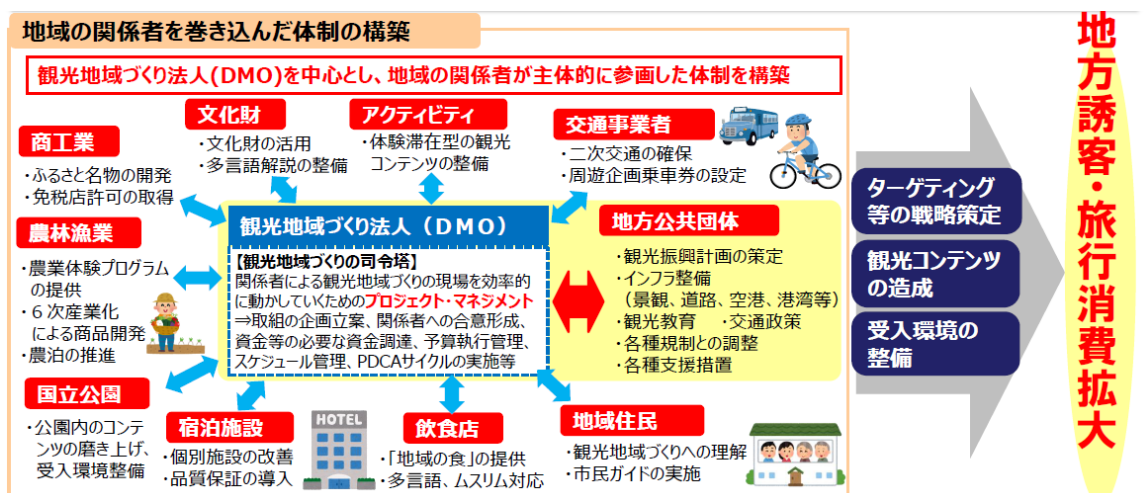 地域の関係者を巻き込んだ体制の構築
観光地域づくり法人(DMO)を中心とし、地域の関係者が主体的に参画した体制を構築
文化財
・文化財の活用
・多言語解説の整備
アクティビティ
・体験滞在型の観光
コンテンツの整備
交通事業者
・二次交通の確保
・周遊企画乗車券の設定
商工業
・ふるさと名物の開発
・免税店許可の取得
農林漁業
・農業体験プログラム
の提供
・６次産業化
による商品開発
・農泊の推進
観光地域づくり法人（DMO）
【観光地域づくりの司令塔】
関係者による観光地域づくりの現場を効率的
に動かしていくためのプロジェクト・マネジメント
⇒取組の企画立案、関係者への合意形成、
資金等の必要な資金調達、予算執行管理、
スケジュール管理、PDCAサイクルの実施等
地方公共団体
・観光振興計画の策定
・インフラ整備
（景観、道路、空港、港湾等）
・観光教育　・交通政策
・各種規制との調整
・各種支援措置
国立公園
・公園内のコンテ
ンツの磨き上げ、
受入環境整備
宿泊施設
・個別施設の改善
・品質保証の導入
HOTEL
飲食店
・「地域の食」の提供
・多言語、ムスリム対応
地域住民
・観光地域づくりへの理解
・市民ガイドの実施
ターゲティング
等の戦略策定
観光コンテンツ
の造成
受入環境の
整備
地方誘客・旅行消費拡大